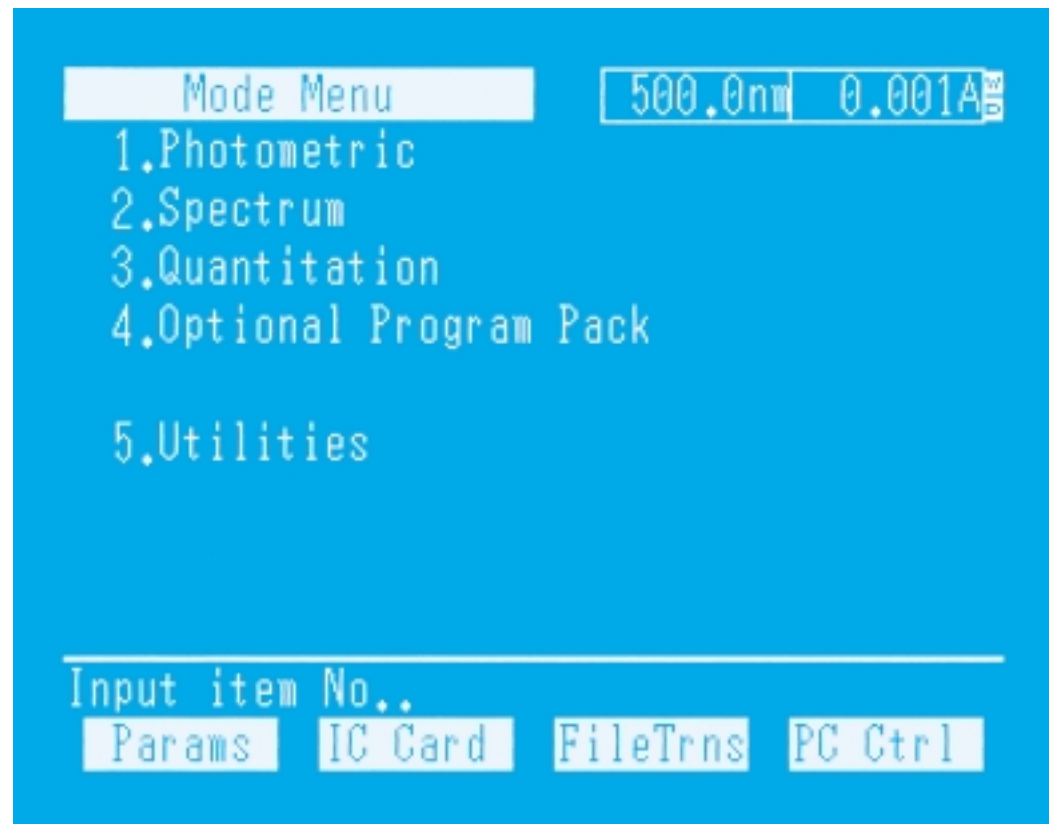 Mode Menu 500.0nm 0.001A
1.Photometric
2.Spectrum
3.Quantitation
4.Optional Program Pack
5.Utilities
Input item No..
Params IC Card FileTrns PC Ctrl